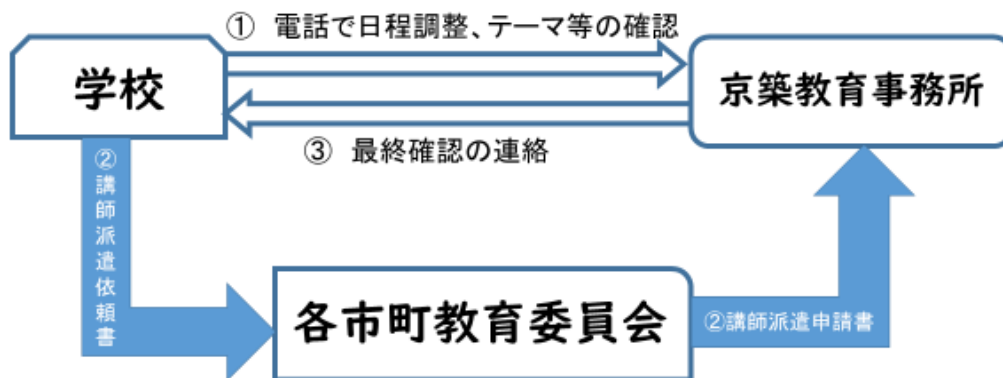 ① 電話で日程調整、テーマ等の確認
学校
京築教育事務所
③ 最終確認の連絡
②講師派遣依頼書
各市町教育委員会
②講師派遣申請書